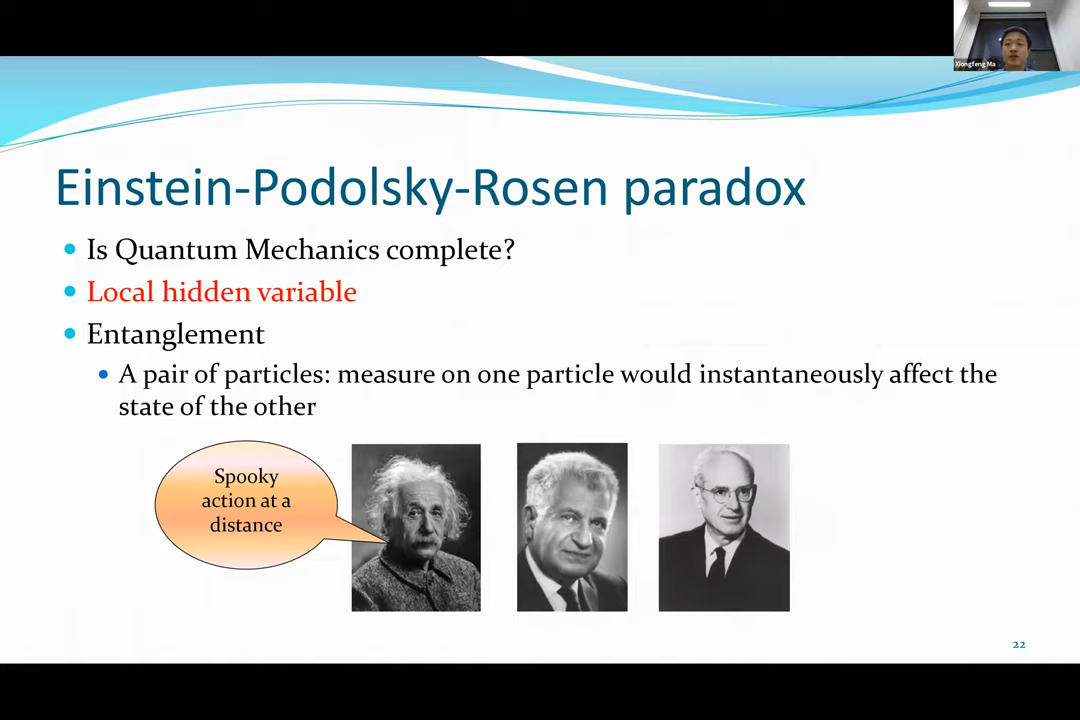 Xiongfeng Ma
Einstein-Podolsky-Rosen paradox
Is Quantum Mechanics complete?
Local hidden variable
Entanglement
A pair of particles: measure on one particle would instantaneously affect the
state of the other
Spooky
action at a
distance
22